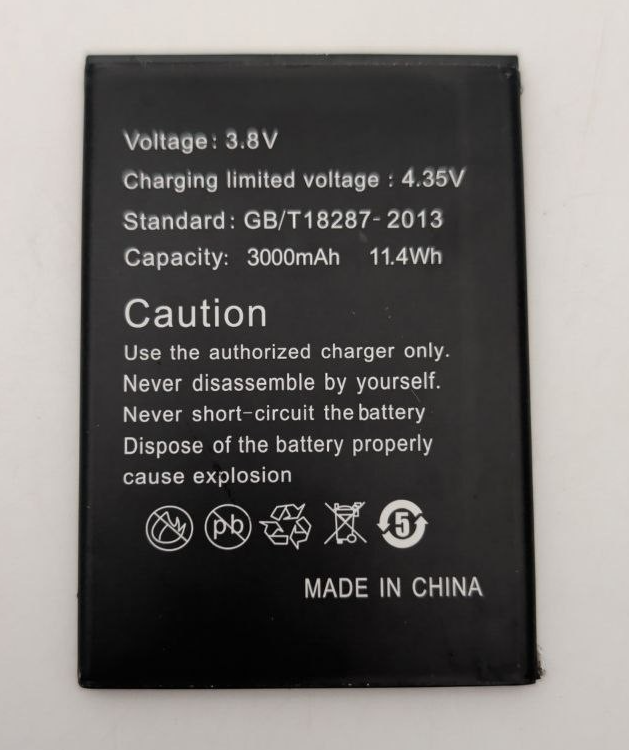 Voltage: 3.8V
Charging limited voltage : 4.35V
Standard: GB/T18287-2013
Capacity: 3000mAh 11.4Wh
Caution
Use the authorized charger only.
Never disassemble by yourself.
Never short-circuit the battery
Dispose of the battery properly
cause explosion
pb 5
MADE IN CHINA